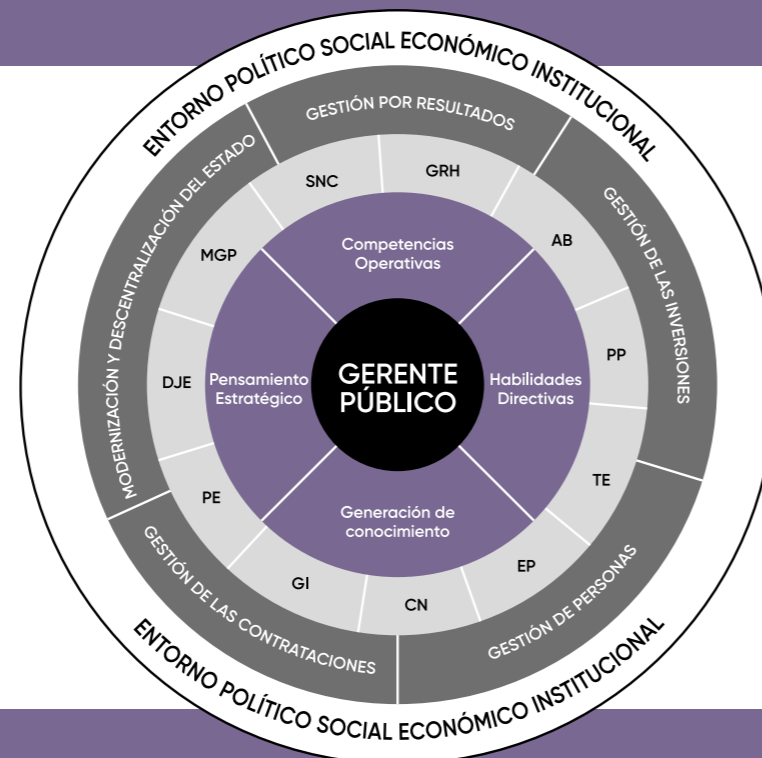 ENTORNO POLÍTICO SOCIAL ECONÓMICO INSTITUCIONAL
GESTIÓN POR RESULTADOS
MODERNIZACIÓN Y DESCENTRALIZACIÓN DEL ESTADO
GESTIÓN DE LAS INVERSIONES
SNC
GRH
MGP
AB
DJE
PP
PE
TE
GI
CN
EP
Competencias
Operativas
Pensamiento
Estratégico
GERENTE
PÚBLICO
Habilidades
Directivas
Generación de
conocimiento
GESTIÓN DE LAS CONTRATACIONES
GESTIÓN DE PERSONAS
ENTORNO POLÍTICO SOCIAL ECONÓMICO INSTITUCIONAL